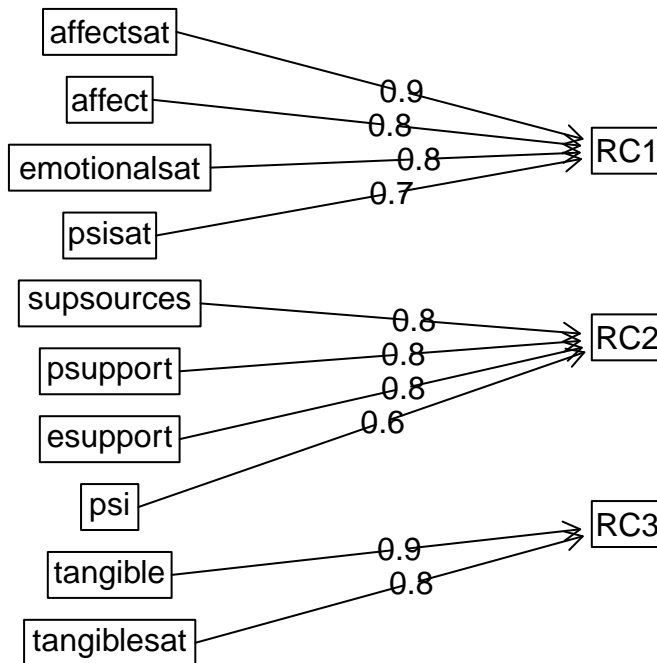 affectsat
affect
emotionalsat
psisat
supsources
psupport
esupport
psi
tangible
tangiblesat
0.9
0.8
0.8
0.7
0.8
0.8
0.8
0.6
0.9
0.8
RC1
RC2
RC3